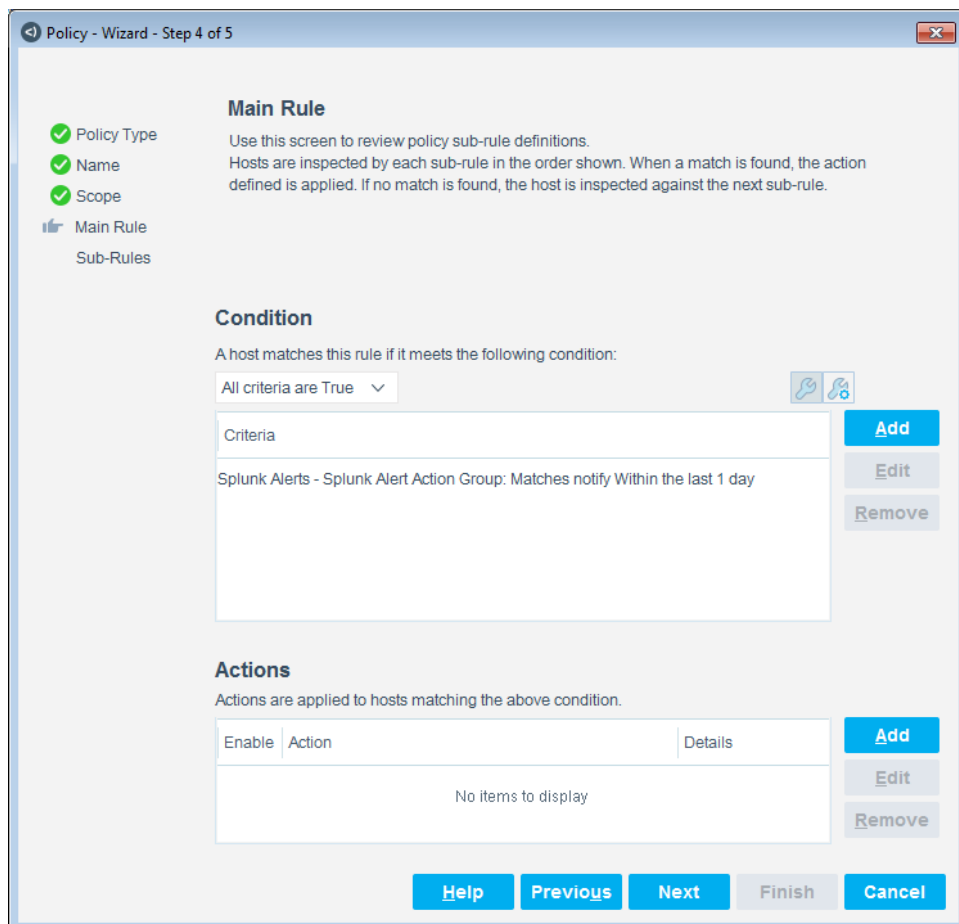 Policy - Wizard - Step 4 of 5
Policy Type
Name
Scope
Main Rule
Sub-Rules
Main Rule
Use this screen to review policy sub-rule definitions.
Hosts are inspected by each sub-rule in the order shown. When a match is found, the action
defined is applied. If no match is found, the host is inspected against the next sub-rule.
Condition
A host matches this rule if it meets the following condition:
All criteria are True
Criteria
Splunk Alerts - Splunk Alert Action Group: Matches notify Within the last 1 day
Add
Edit
Remove
Actions
Actions are applied to hosts matching the above condition.
Enable Action Details
No items to display
Add
Edit
Remove
Help Previous Next Finish Cancel